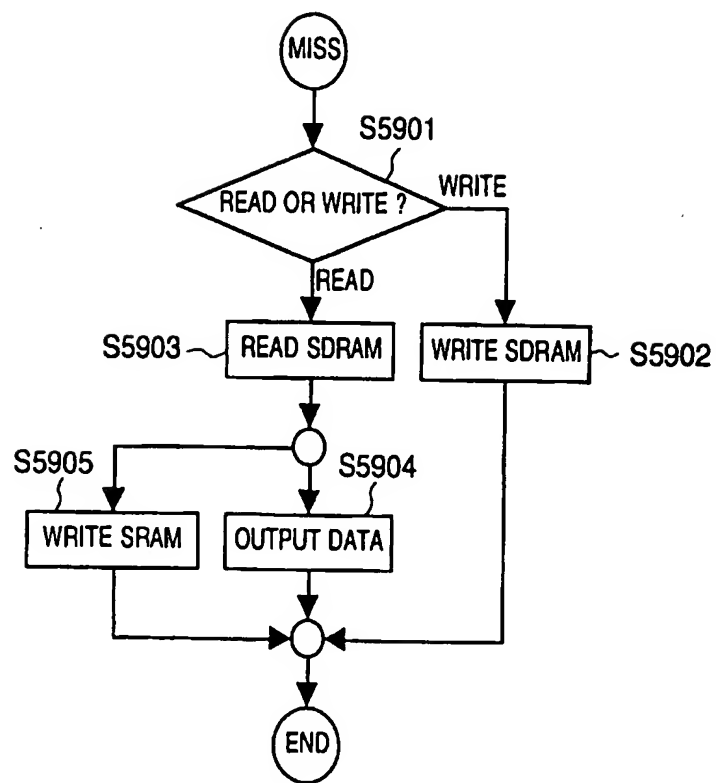 MISS
S5901
READ OR WRITE ?
WRITE
READ
S5903
READ SDRAM
WRITE SDRAM
S5902
S5905
S5904
WRITE SRAM
OUTPUT DATA
END